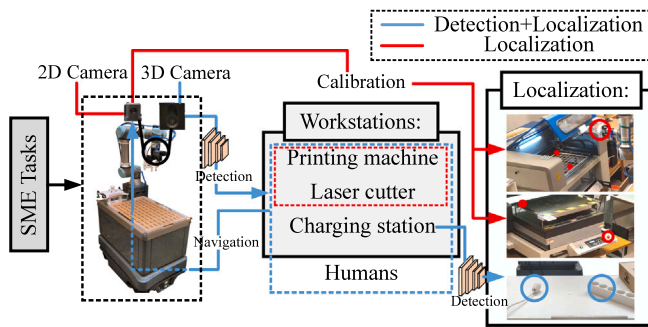 Detection+Localization
Localization
2D Camera
3D Camera
Calibration
Localization:
SME Tasks
Workstations:
Printing machine
Laser cutter
Charging station
Humans
Detection
Navigation
Detection